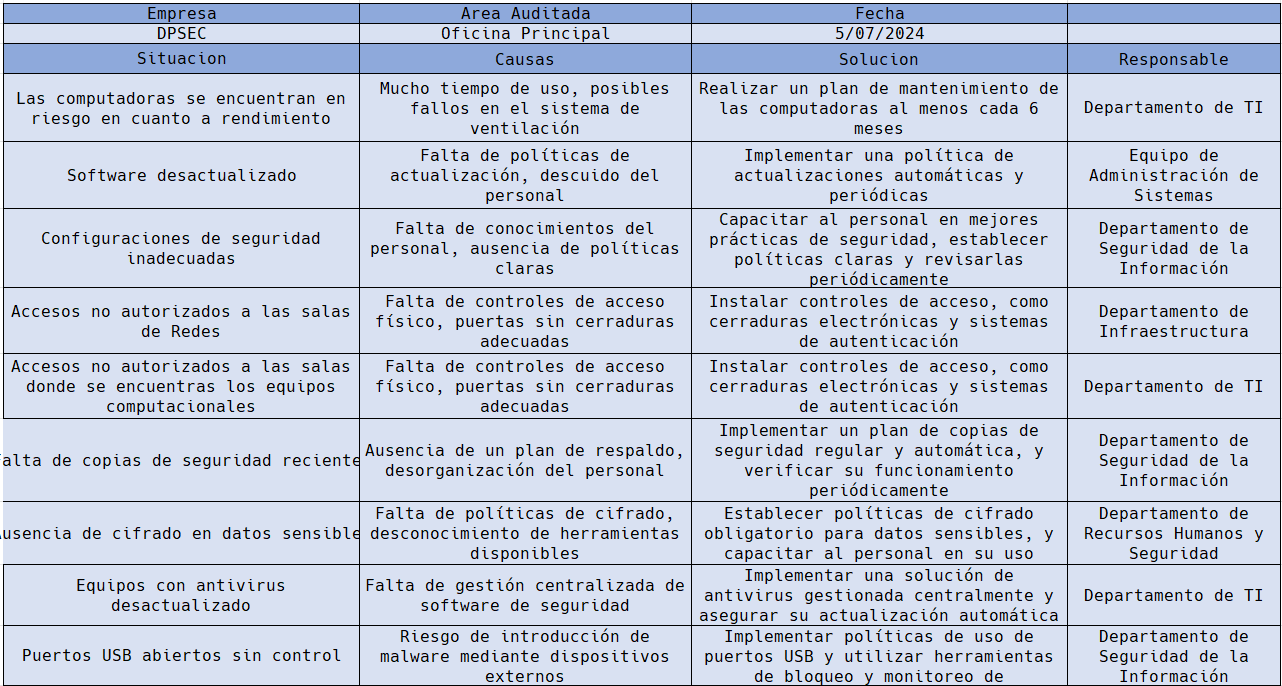 Empresa
Area Auditada
Fecha
DPSEC
Oficina Principal
5/07/2024
Situacion
Causas
Solucion
Responsable
Las computadoras se encuentran en
riesgo en cuanto a rendimiento
Mucho tiempo de uso, posibles
fallos en el sistema de
ventilación
Realizar un plan de mantenimiento de
las computadoras al menos cada 6
meses
Departamento de TI
Software desactualizado
Falta de políticas de
actualización, descuido del
personal
Implementar una política de
actualizaciones automáticas y
periódicas
Equipo de
Administración de
Sistemas
Configuraciones de seguridad
inadecuadas
Falta de conocimientos del
personal, ausencia de políticas
claras
Capacitar al personal en mejores
prácticas de seguridad, establecer
políticas claras y revisarlas
periódicamente
Departamento de
Seguridad de la
Información
Accesos no autorizados a las salas
de Redes
Falta de controles de acceso
físico, puertas sin cerraduras
adecuadas
Instalar controles de acceso, como
cerraduras electrónicas y sistemas
de autenticación
Departamento de
Infraestructura
Accesos no autorizados a las salas
donde se encuentras los equipos
computacionales
Falta de controles de acceso
físico, puertas sin cerraduras
adecuadas
Instalar controles de acceso, como
cerraduras electrónicas y sistemas
de autenticación
Departamento de TI
alta de copias de seguridad reciente
Ausencia de un plan de respaldo,
desorganización del personal
Implementar un plan de copias de
seguridad regular y automática, y
verificar su funcionamiento
periódicamente
Departamento de
Seguridad de la
Información
usencia de cifrado en datos sensible
Falta de políticas de cifrado,
desconocimiento de herramientas
disponibles
Establecer políticas de cifrado
obligatorio para datos sensibles, y
capacitar al personal en su uso
Departamento de
Recursos Humanos y
Seguridad
Equipos con antivirus
desactualizado
Falta de gestión centralizada de
software de seguridad
Implementar una solución de
antivirus gestionada centralmente y
asegurar su actualización automática
Departamento de TI
Puertos USB abiertos sin control
Riesgo de introducción de
malware mediante dispositivos
externos
Implementar políticas de uso de
puertos USB y utilizar herramientas
de bloqueo y monitoreo de
Departamento de
Seguridad de la
Información